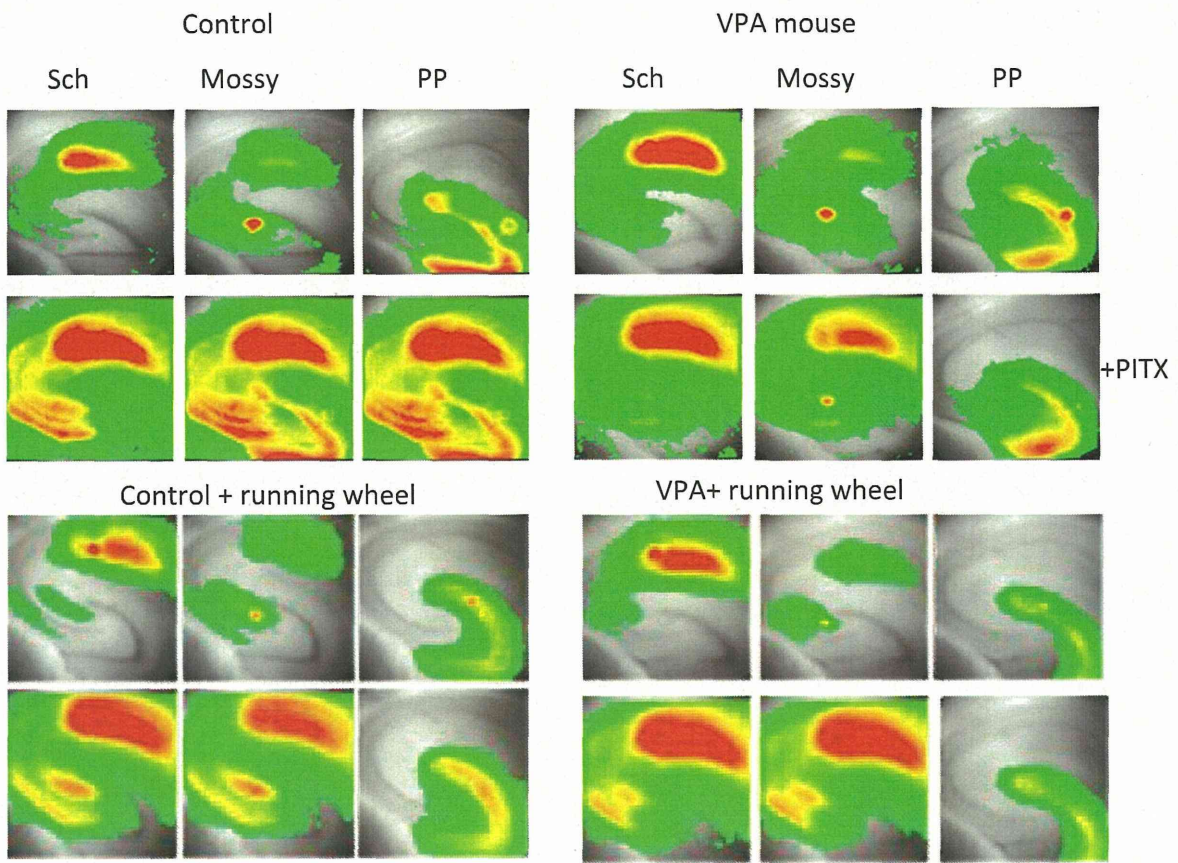 Control VPA mouse
Sch Mossy PP Sch Mossy PP
+PITX
Control + running wheel VPA+ running wheel